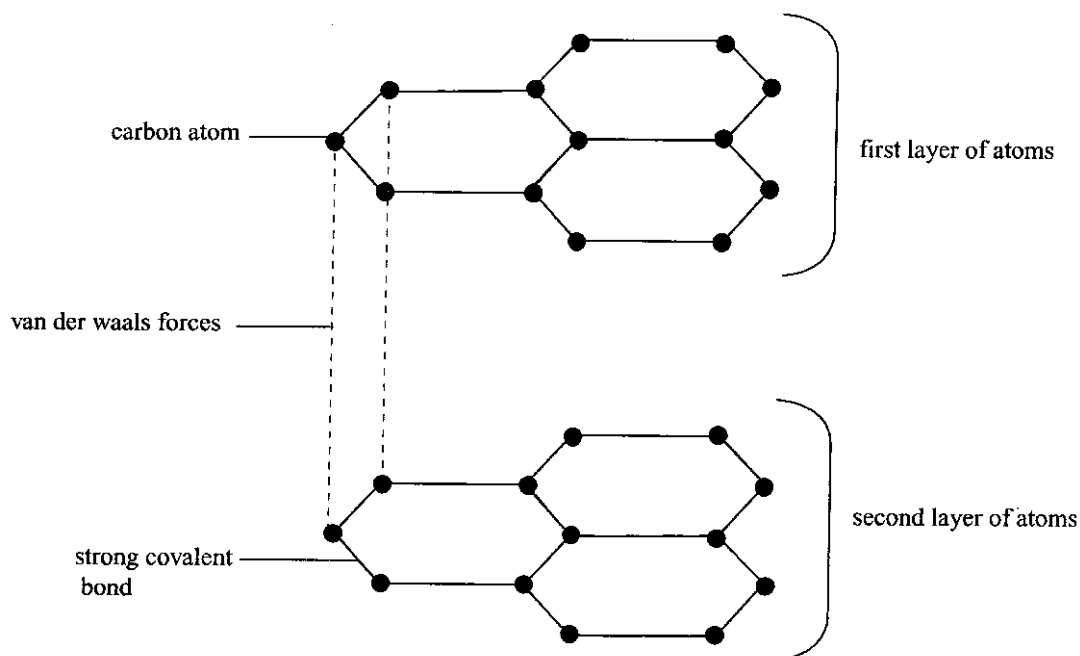 carbon atom
first layer of atoms
van der waals forces
second layer of atoms
strong covalent
bond